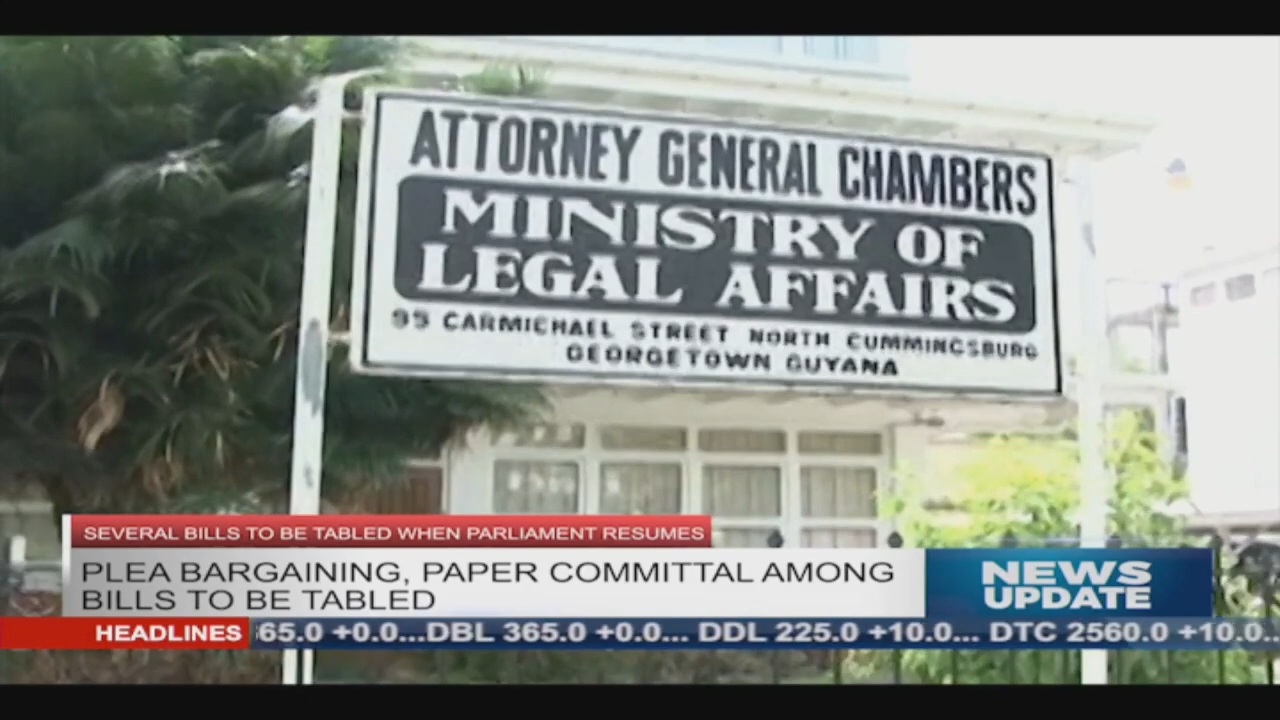 ATTORNEY GENERAL CHAMBERS
MINISTRY OF
LEGAL AFFAIRS
95 CARMICHAEL STREET NORTH CUMMINGSBURG
GEORGETOWN GUYANA
SEVERAL BILLS TO BE TABLED WHEN PARLIAMENT RESUMES
PLEA BARGAINING, PAPER COMMITTAL AMONG
BILLS TO BE TABLED
NEWS
UPDATE
HEADLINES 65.0 +0.0... DBL 365.0 +0.0... DDL 225.0 +10.0... DTC 2560.0 +10.0..